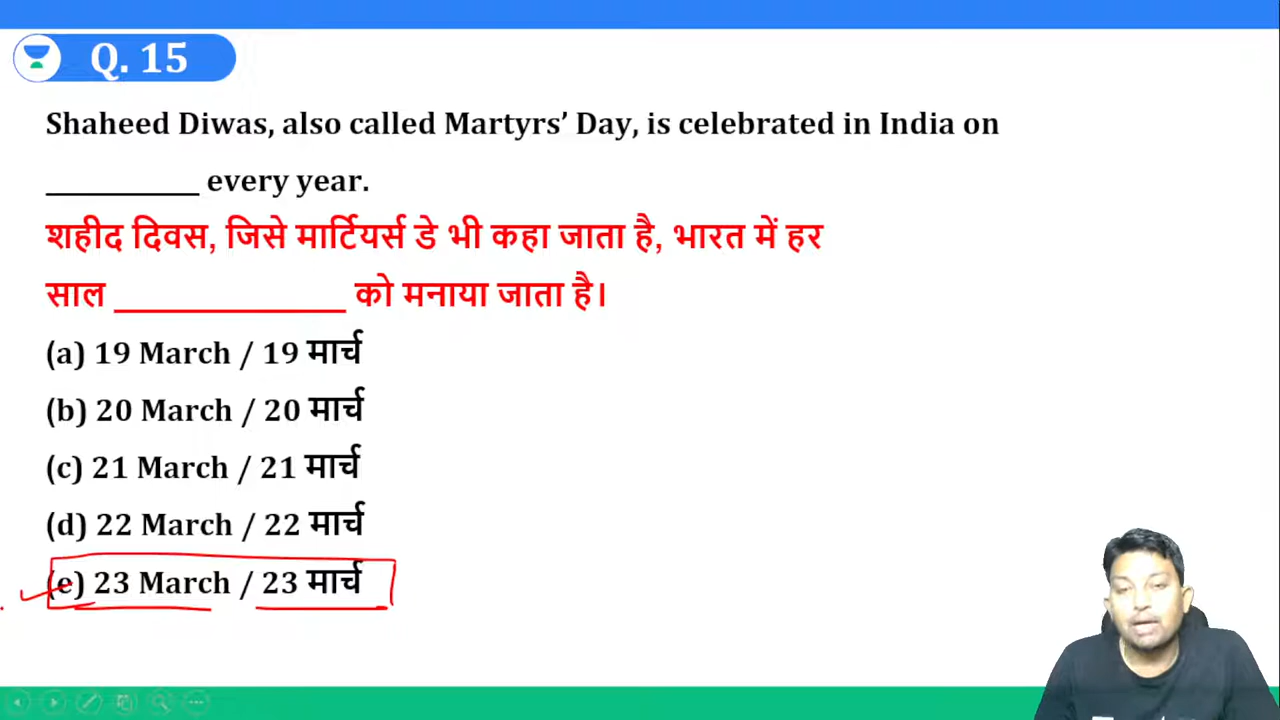 Q. 15
Shaheed Diwas, also called Martyrs’ Day, is celebrated in India on
___________ every year.
शहीद दिवस, जिसे मार्टियर्स डे भी कहा जाता है, भारत में हर
साल ______________ को मनाया जाता है।
(a) 19 March / 19 मार्च
(b) 20 March / 20 मार्च
(c) 21 March / 21 मार्च
(d) 22 March / 22 मार्च
(e) 23 March / 23 मार्च